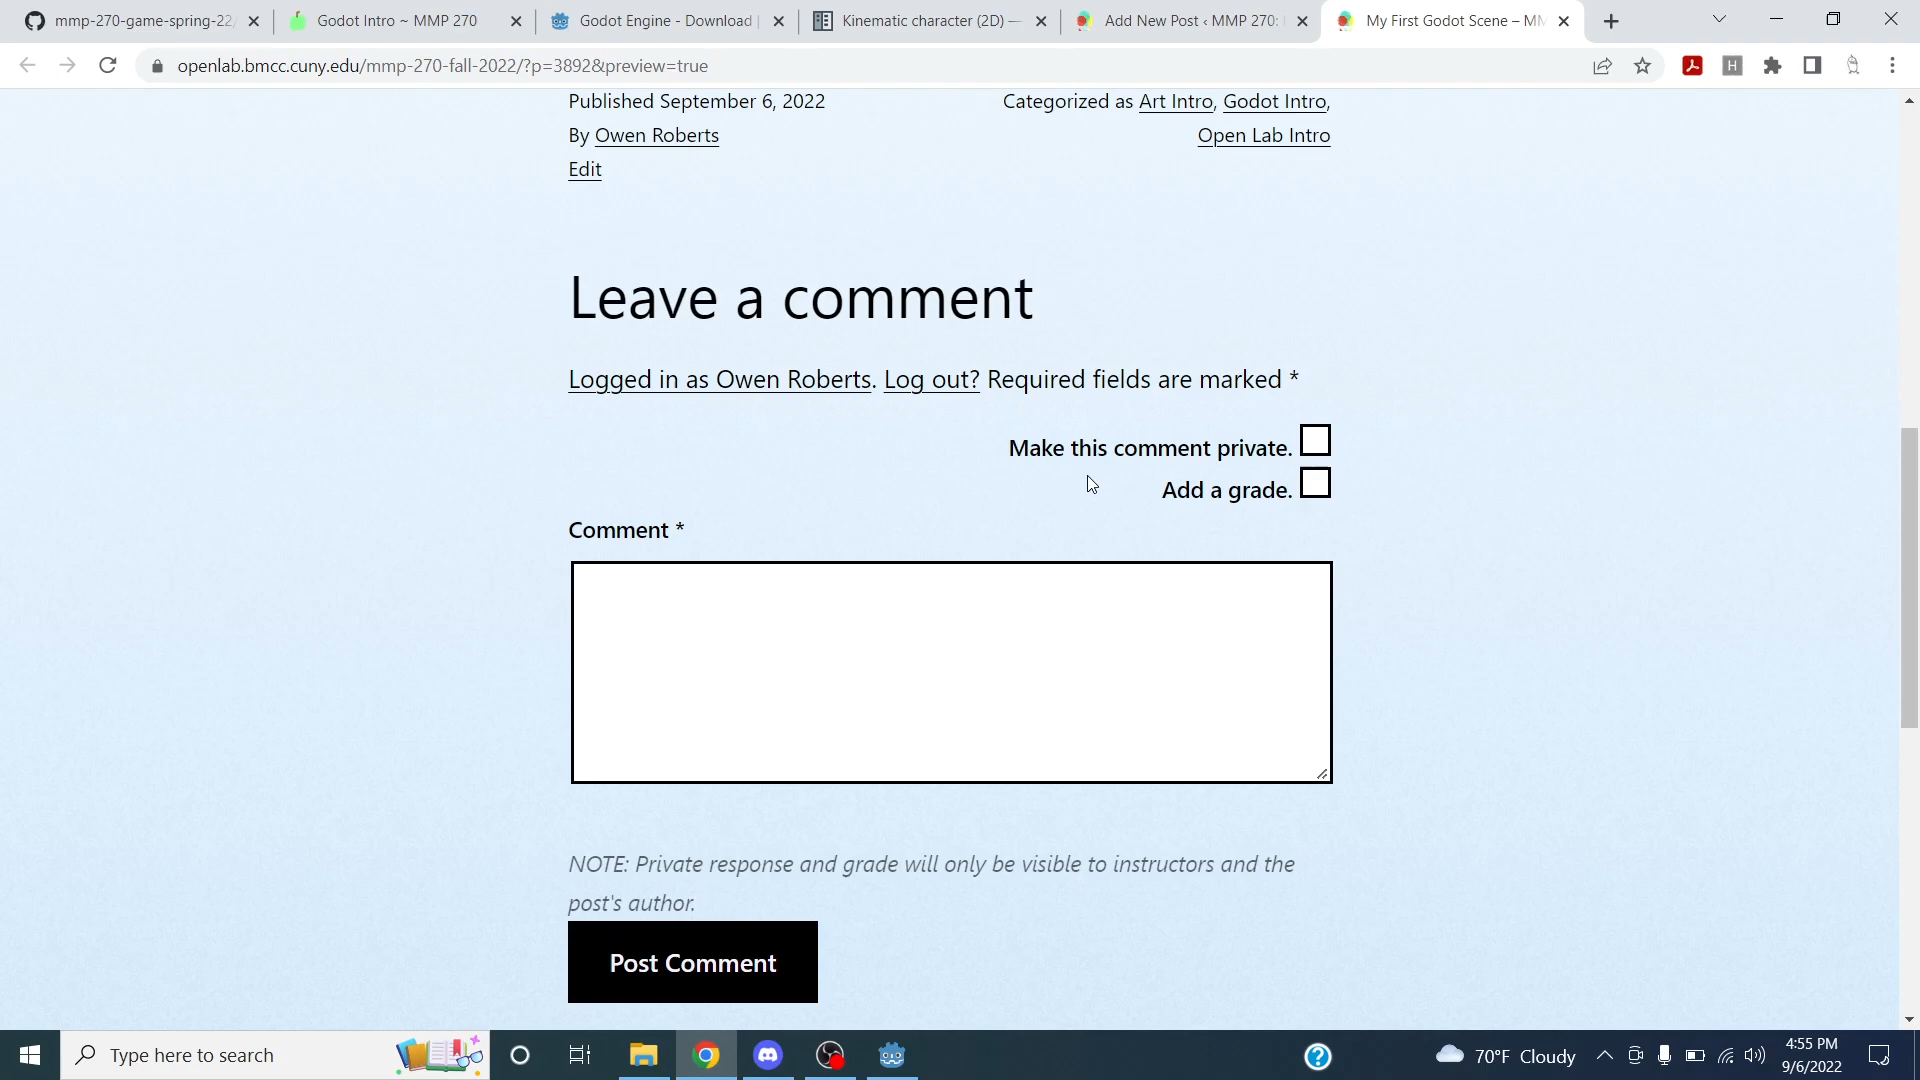 mmp-270-game-spring-22/
Godot Intro ~ MMP 270
Godot Engine - Download |
Kinematic character (2D) —
Add New Post ‹ MMP 270:
My First Godot Scene – MM
openlab.bmcc.cuny.edu/mmp-270-fall-2022/?p=3892&preview=true
Published September 6, 2022
By Owen Roberts
Edit
Categorized as Art Intro, Godot Intro,
Open Lab Intro
Leave a comment
Logged in as Owen Roberts. Log out? Required fields are marked *
Make this comment private.
Add a grade.
Comment *
NOTE: Private response and grade will only be visible to instructors and the
post's author.
Post Comment
Type here to search
70°F Cloudy
4:55 PM
9/6/2022